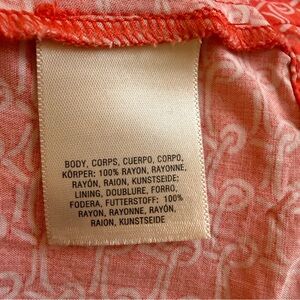 BODY, CORPS, CUERPO, CORPO,
KÖRPER: 100% RAYON, RAYONNE,
RAYÓN, RAION, KUNSTSEIDE;
LINING, DOUBLURE, FORRO,
FODERA, FUTTERSTOFF: 100%
RAYON, RAYONNE, RAYÓN,
RAION, KUNSTSEIDE